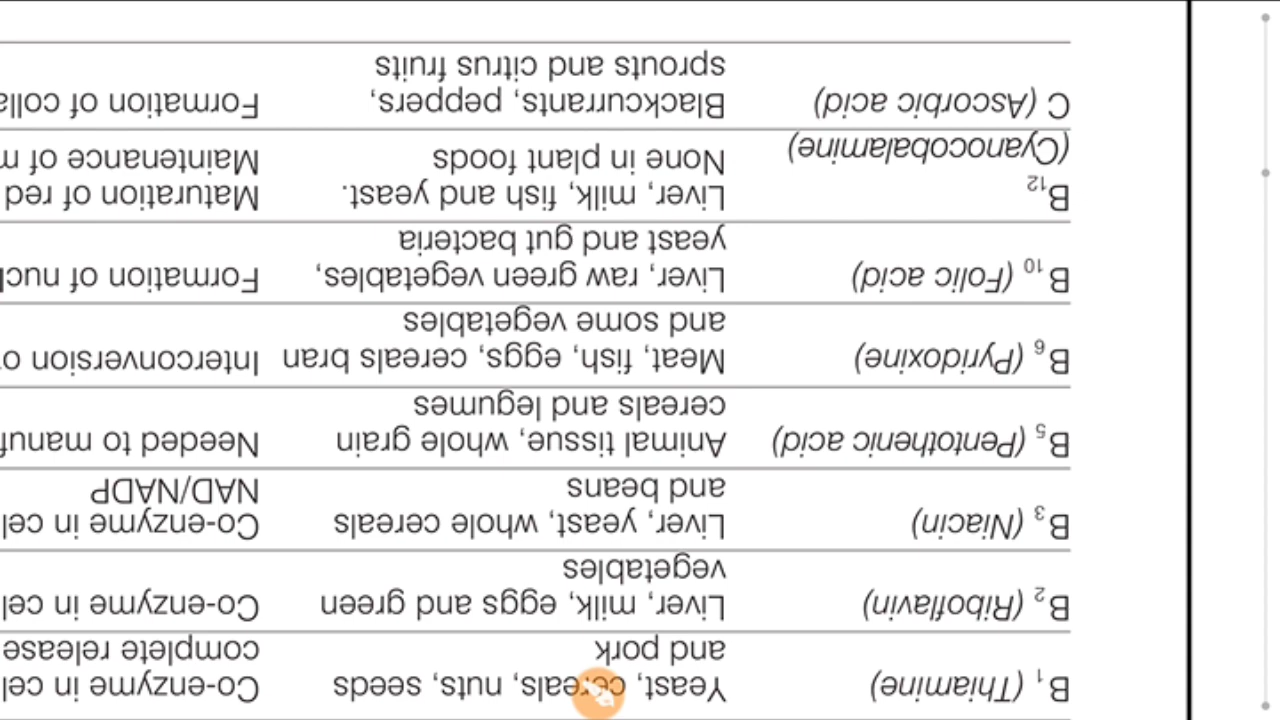 B1 (Thiamine) Yeast, cereals, nuts, seeds Co-enzyme in cel
and pork complete release
B2 (Riboflavin) Liver, milk, eggs and green Co-enzyme in cel
vegetables
B3 (Niacin) Liver, yeast, whole cereals Co-enzyme in cel
and beans NAD/NADP
B5 (Pentothenic acid) Animal tissue, whole grain Needed to manuf
cereals and legumes
B6 (Pyridoxine) Meat, fish, eggs, cereals bran Interconversion o
and some vegetables
B10 (Folic acid) Liver, raw green vegetables, Formation of nucl
yeast and gut bacteria
B12 Liver, milk, fish and yeast. Maturation of red
(Cyanocobalamine) None in plant foods Maintenance of m
C (Ascorbic acid) Blackcurrants, peppers, Formation of colla
sprouts and citrus fruits